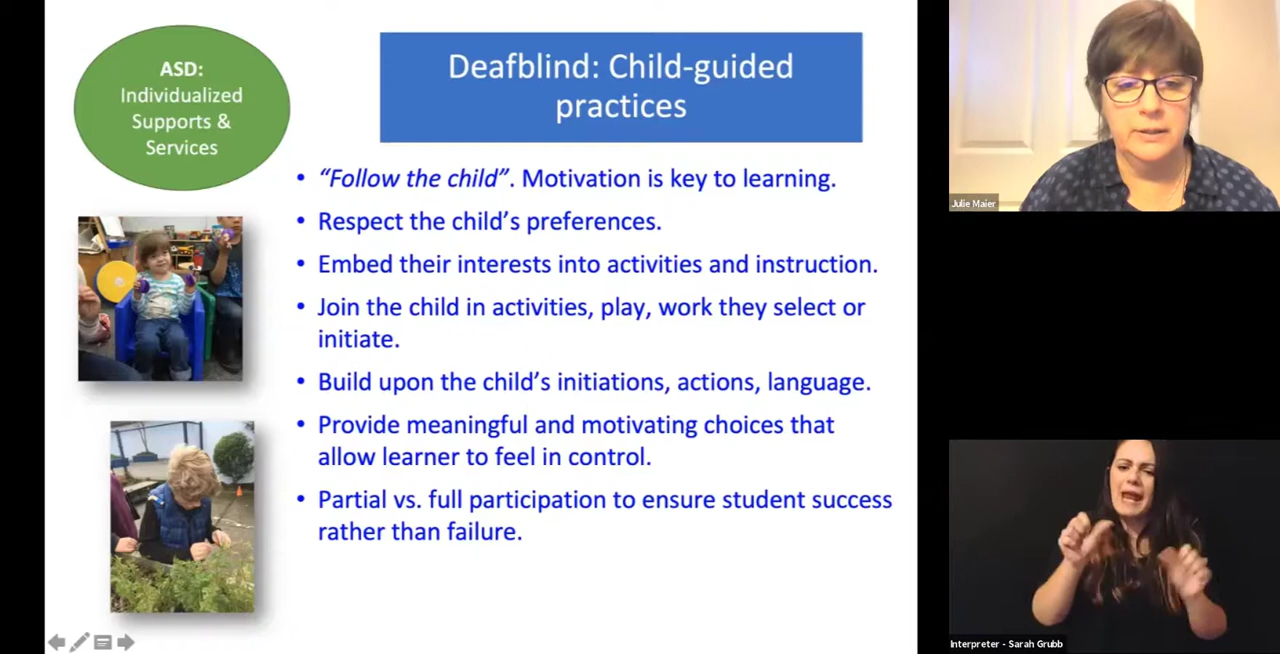 ASD:
Individualized
Supports &
Services
Deafblind: Child-guided
practices
• “Follow the child”. Motivation is key to learning.
• Respect the child’s preferences.
• Embed their interests into activities and instruction.
• Join the child in activities, play, work they select or
initiate.
• Build upon the child’s initiations, actions, language.
• Provide meaningful and motivating choices that
allow learner to feel in control.
• Partial vs. full participation to ensure student success
rather than failure.
Julie Maier
Interpreter - Sarah Grubb